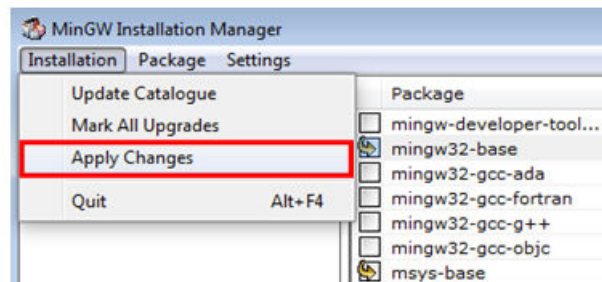 MinGW Installation Manager
Installation Package Settings
Update Catalogue
Mark All Upgrades
Apply Changes
Quit Alt+F4
Package
mingw-developer-tool...
mingw32-base
mingw32-gcc-ada
mingw32-gcc-fortran
mingw32-gcc-g++
mingw32-gcc-objc
msys-base